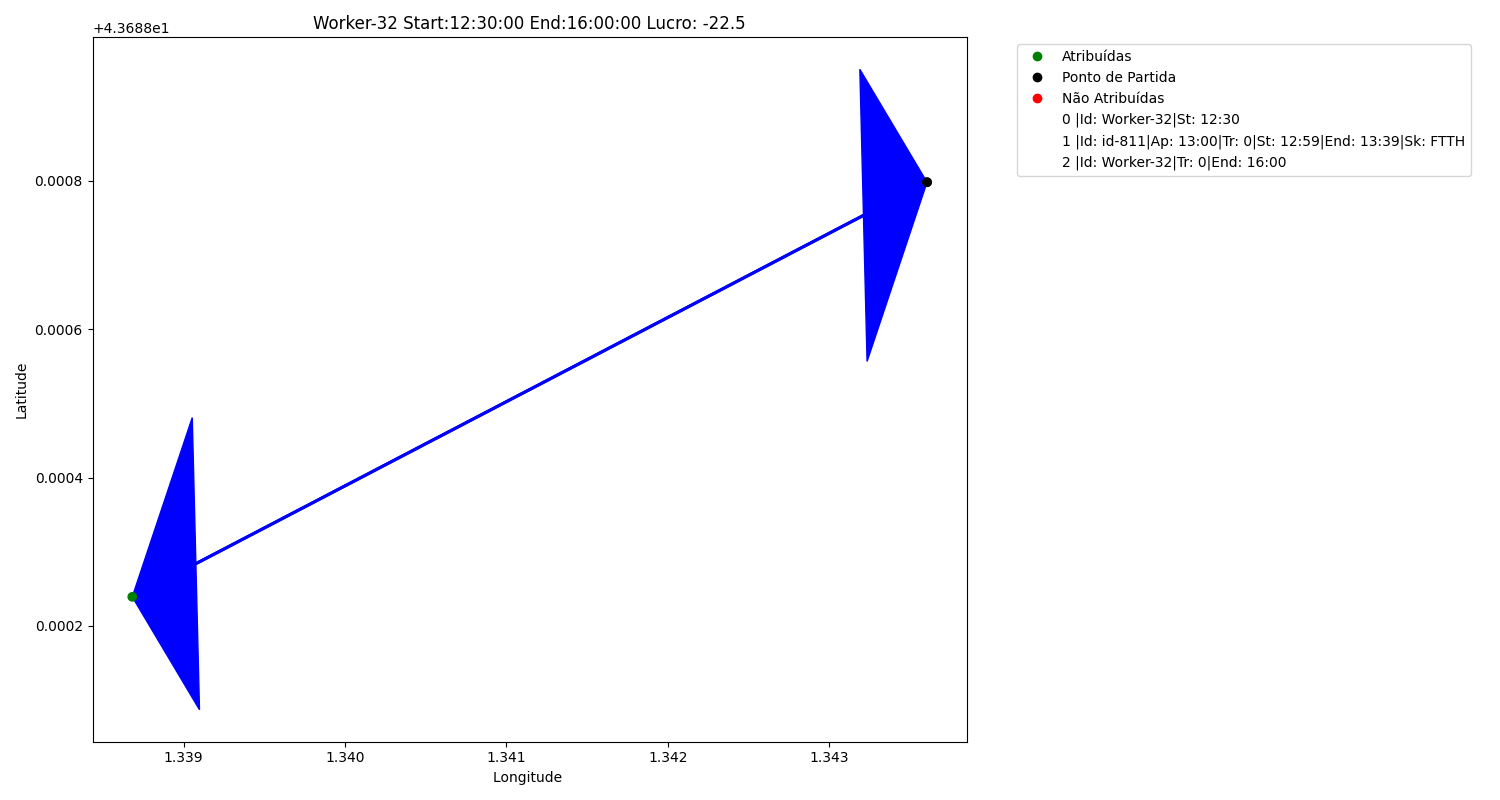 Worker-32 Start:12:30:00 End:16:00:00 Lucro: -22.5
+4.3688e1
Atribuídas
Ponto de Partida
Não Atribuídas
0 |Id: Worker-32|St: 12:30
1 |Id: id-811|Ap: 13:00|Tr: 0|St: 12:59|End: 13:39|Sk: FTTH
2 |Id: Worker-32|Tr: 0|End: 16:00
Latitude
0.0008
0.0006
0.0004
0.0002
1.339
1.340
1.341
1.342
1.343
Longitude